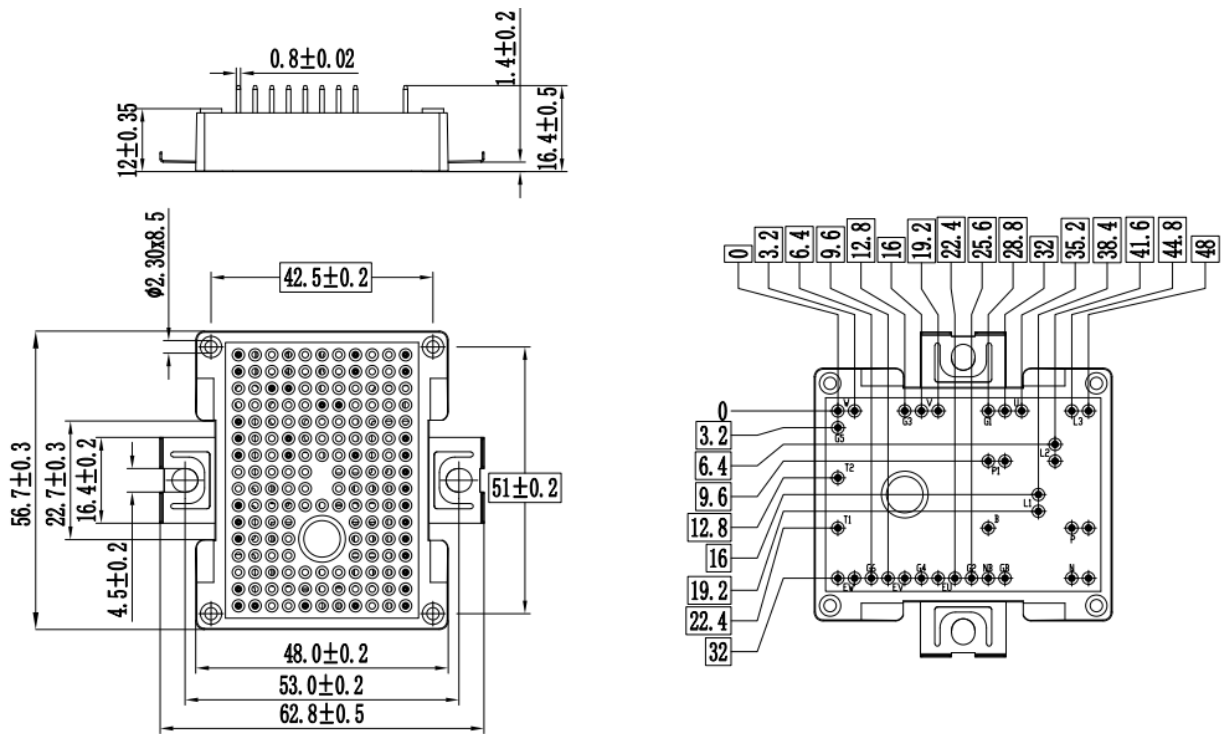 0.8±0.02
1.4±0.2
12±0.35
16.4±0.5
φ2.30x8.5
42.5±0.2
56.7±0.3
22.7±0.3
16.4±0.2
4.5±0.2
51±0.2
48.0±0.2
53.0±0.2
62.8±0.5
0
3.2
6.4
9.6
12.8
16
19.2
22.4
25.6
28.8
32
35.2
38.4
41.6
44.8
48
0
3.2
6.4
9.6
12.8
16
19.2
22.4
32
W
G3
V
G1
U
L3
G5
L2
T2
P1
L1
T1
B
P
EW
G6
EV
G4
EU
G2
NB
GB
N